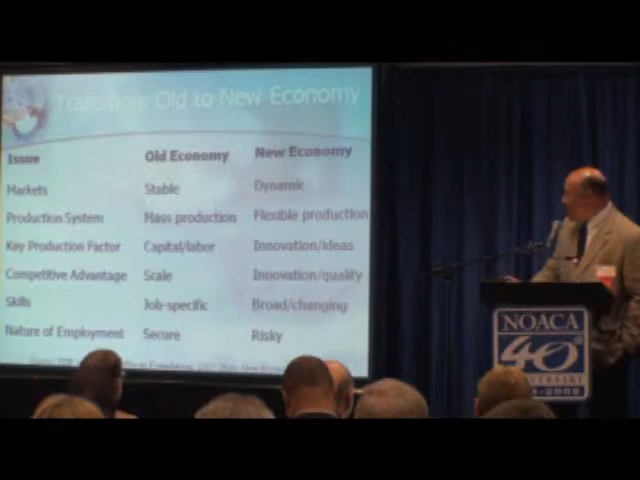 Transition: Old to New Economy
Issue Old Economy New Economy
Markets Stable Dynamic
Production System Mass production Flexible production
Key Production Factor Capital/labor Innovation/ideas
Competitive Advantage Scale Innovation/quality
Skills Job-specific Broad/changing
Nature of Employment Secure Risky
NOACA
40